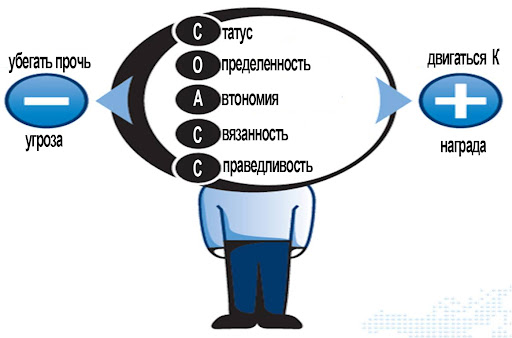 убегать прочь
угроза
Статус
Определенность
Автономия
Связанность
Справедливость
двигаться К
награда